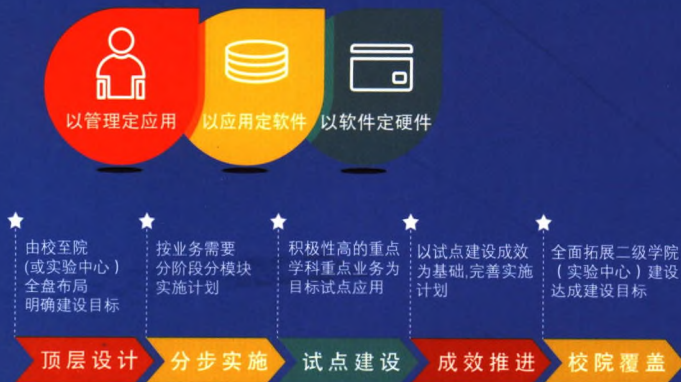 以管理定应用
以应用定软件
以软件定硬件
由校至院
(或实验中心)
全盘布局
明确建设目标
按业务需要
分阶段分模块
实施计划
积极性高的重点
学科重点业务为
目标试点应用
以试点建设成效
为基础,完善实施
计划
全面拓展二级学院
(实验中心)建设
达成建设目标
顶层设计
分步实施
试点建设
成效推进
校院覆盖